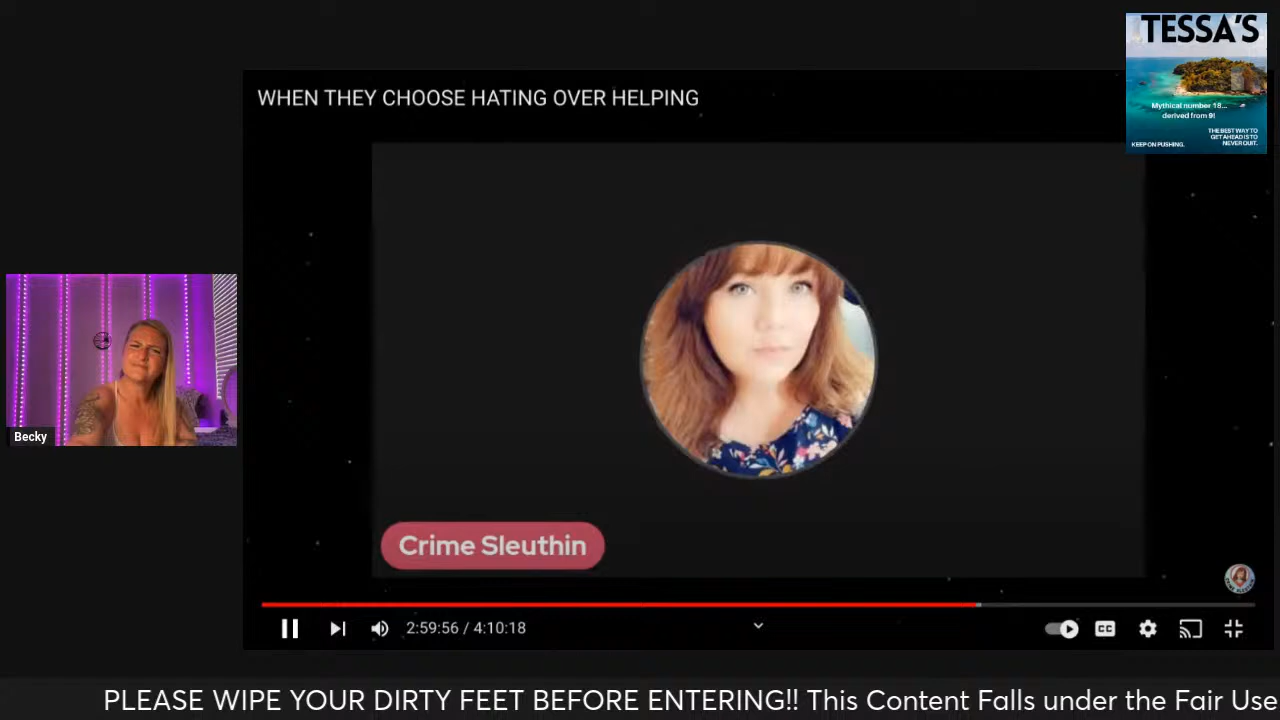 TESSA'S
Mythical number 18...
derived from 9!
THE BEST WAY TO
GET AHEAD IS TO
NEVER QUIT.
KEEP ON PUSHING.
WHEN THEY CHOOSE HATING OVER HELPING
Becky
Crime Sleuthin
2:59:56 / 4:10:18
CC
PLEASE WIPE YOUR DIRTY FEET BEFORE ENTERING!! This Content Falls under the Fair Use